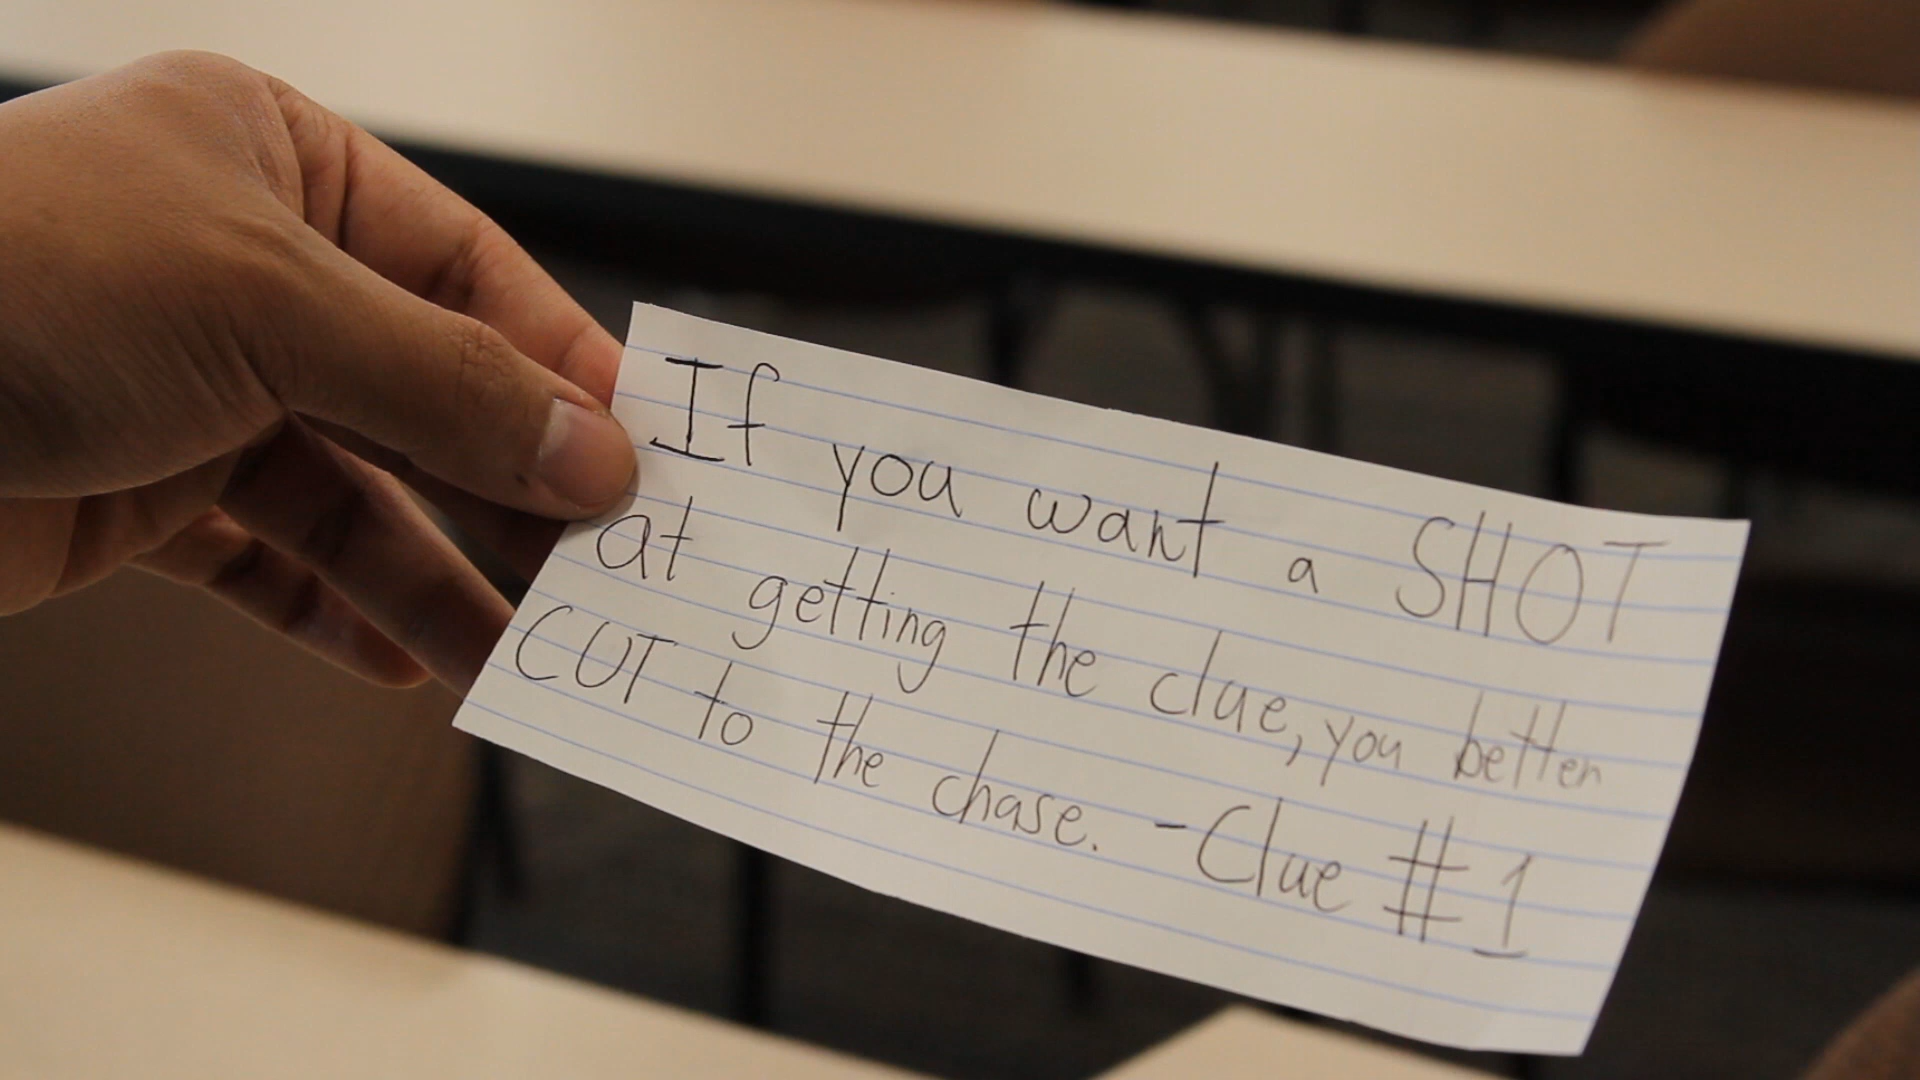 If you want a SHOT
at getting the clue, you better
CUT to the chase. -Clue #1